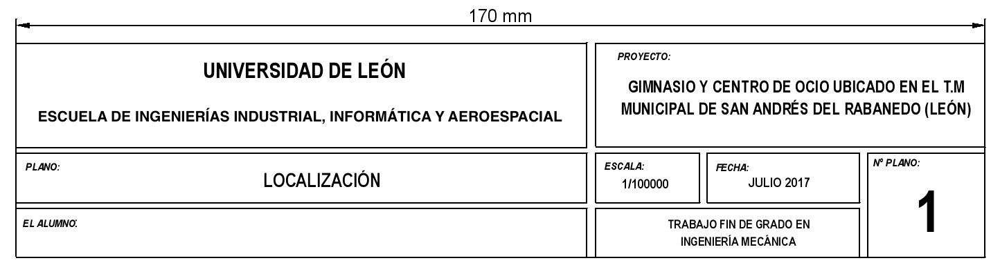 170 mm
UNIVERSIDAD DE LEÓN
ESCUELA DE INGENIERÍAS INDUSTRIAL, INFORMÁTICA Y AEROESPACIAL
PROYECTO:
GIMNASIO Y CENTRO DE OCIO UBICADO EN EL T.M
MUNICIPAL DE SAN ANDRÉS DEL RABANEDO (LEÓN)
PLANO:
LOCALIZACIÓN
ESCALA:
1/100000
FECHA:
JULIO 2017
Nº PLANO:
1
EL ALUMNO:
TRABAJO FIN DE GRADO EN
INGENIERÍA MECÁNICA